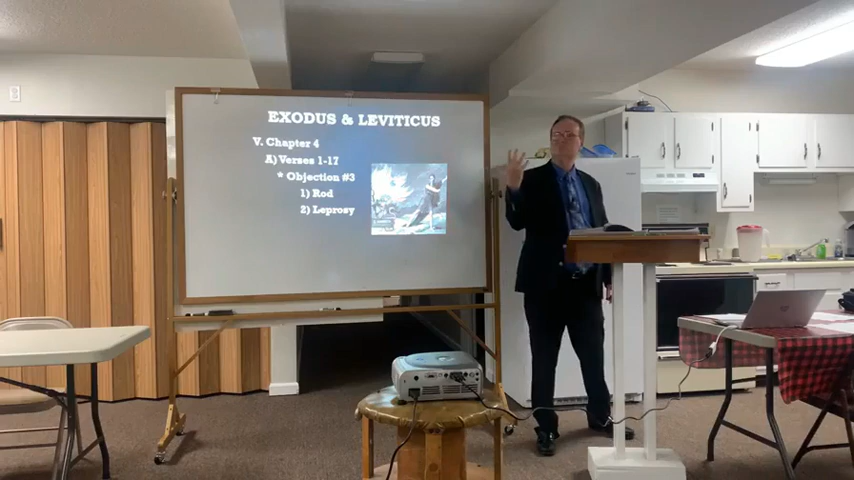 EXODUS & LEVITICUS
V. Chapter 4
A) Verses 1-17
* Objection #3
1) Rod
2) Leprosy